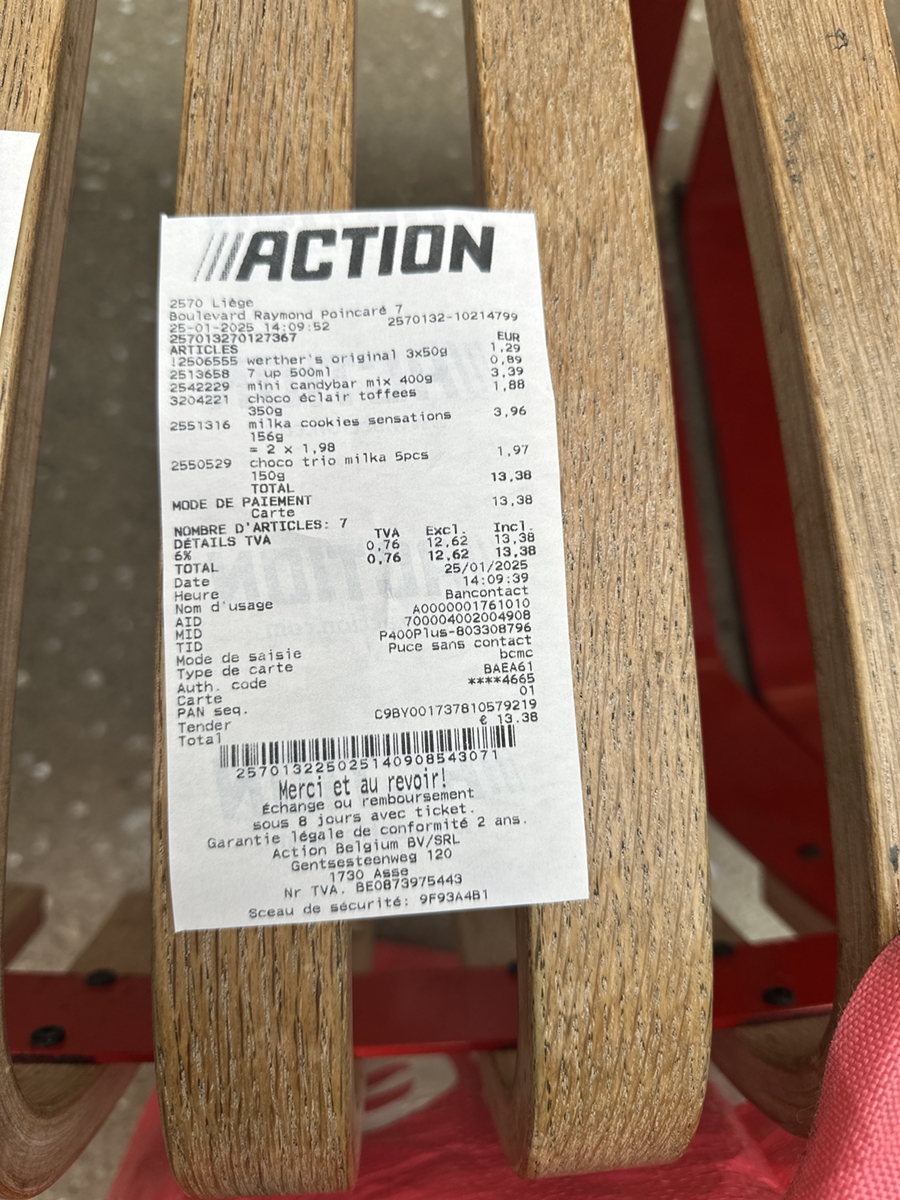 ACTION
2570 Liège
Boulevard Raymond Poincaré 7
25-01-2025 14:09:52 2570132-10214799
257013270127367
ARTICLES EUR
!2506555 werther's original 3x50g 1,29
2513658 7 up 500ml 0,89
2542229 mini candybar mix 400g 3,39
3204221 choco éclair toffees 1,88
350g
2551316 milka cookies sensations 3,96
156g
= 2 x 1,98
2550529 choco trio milka 5pcs 1,97
150g
TOTAL 13,38
MODE DE PAIEMENT
Carte 13,38
NOMBRE D'ARTICLES: 7
DÉTAILS TVA TVA Excl. Incl.
6% 0,76 12,62 13,38
TOTAL 0,76 12,62 13,38
Date 25/01/2025
Heure 14:09:39
Nom d'usage Bancontact
AID A0000001761010
MID 700004002004908
TID P400Plus-803308796
Mode de saisie Puce sans contact
Type de carte bcmc
Auth. code BAEA61
Carte ****4665
PAN seq. 01
Tender C9BY001737810579219
Total € 13.38
257013225025140908543071
Merci et au revoir!
Échange ou remboursement
sous 8 jours avec ticket.
Garantie légale de conformité 2 ans.
Action Belgium BV/SRL
Gentsesteenweg 120
1730 Asse
Nr TVA. BE0873975443
Sceau de sécurité: 9F93A4B1